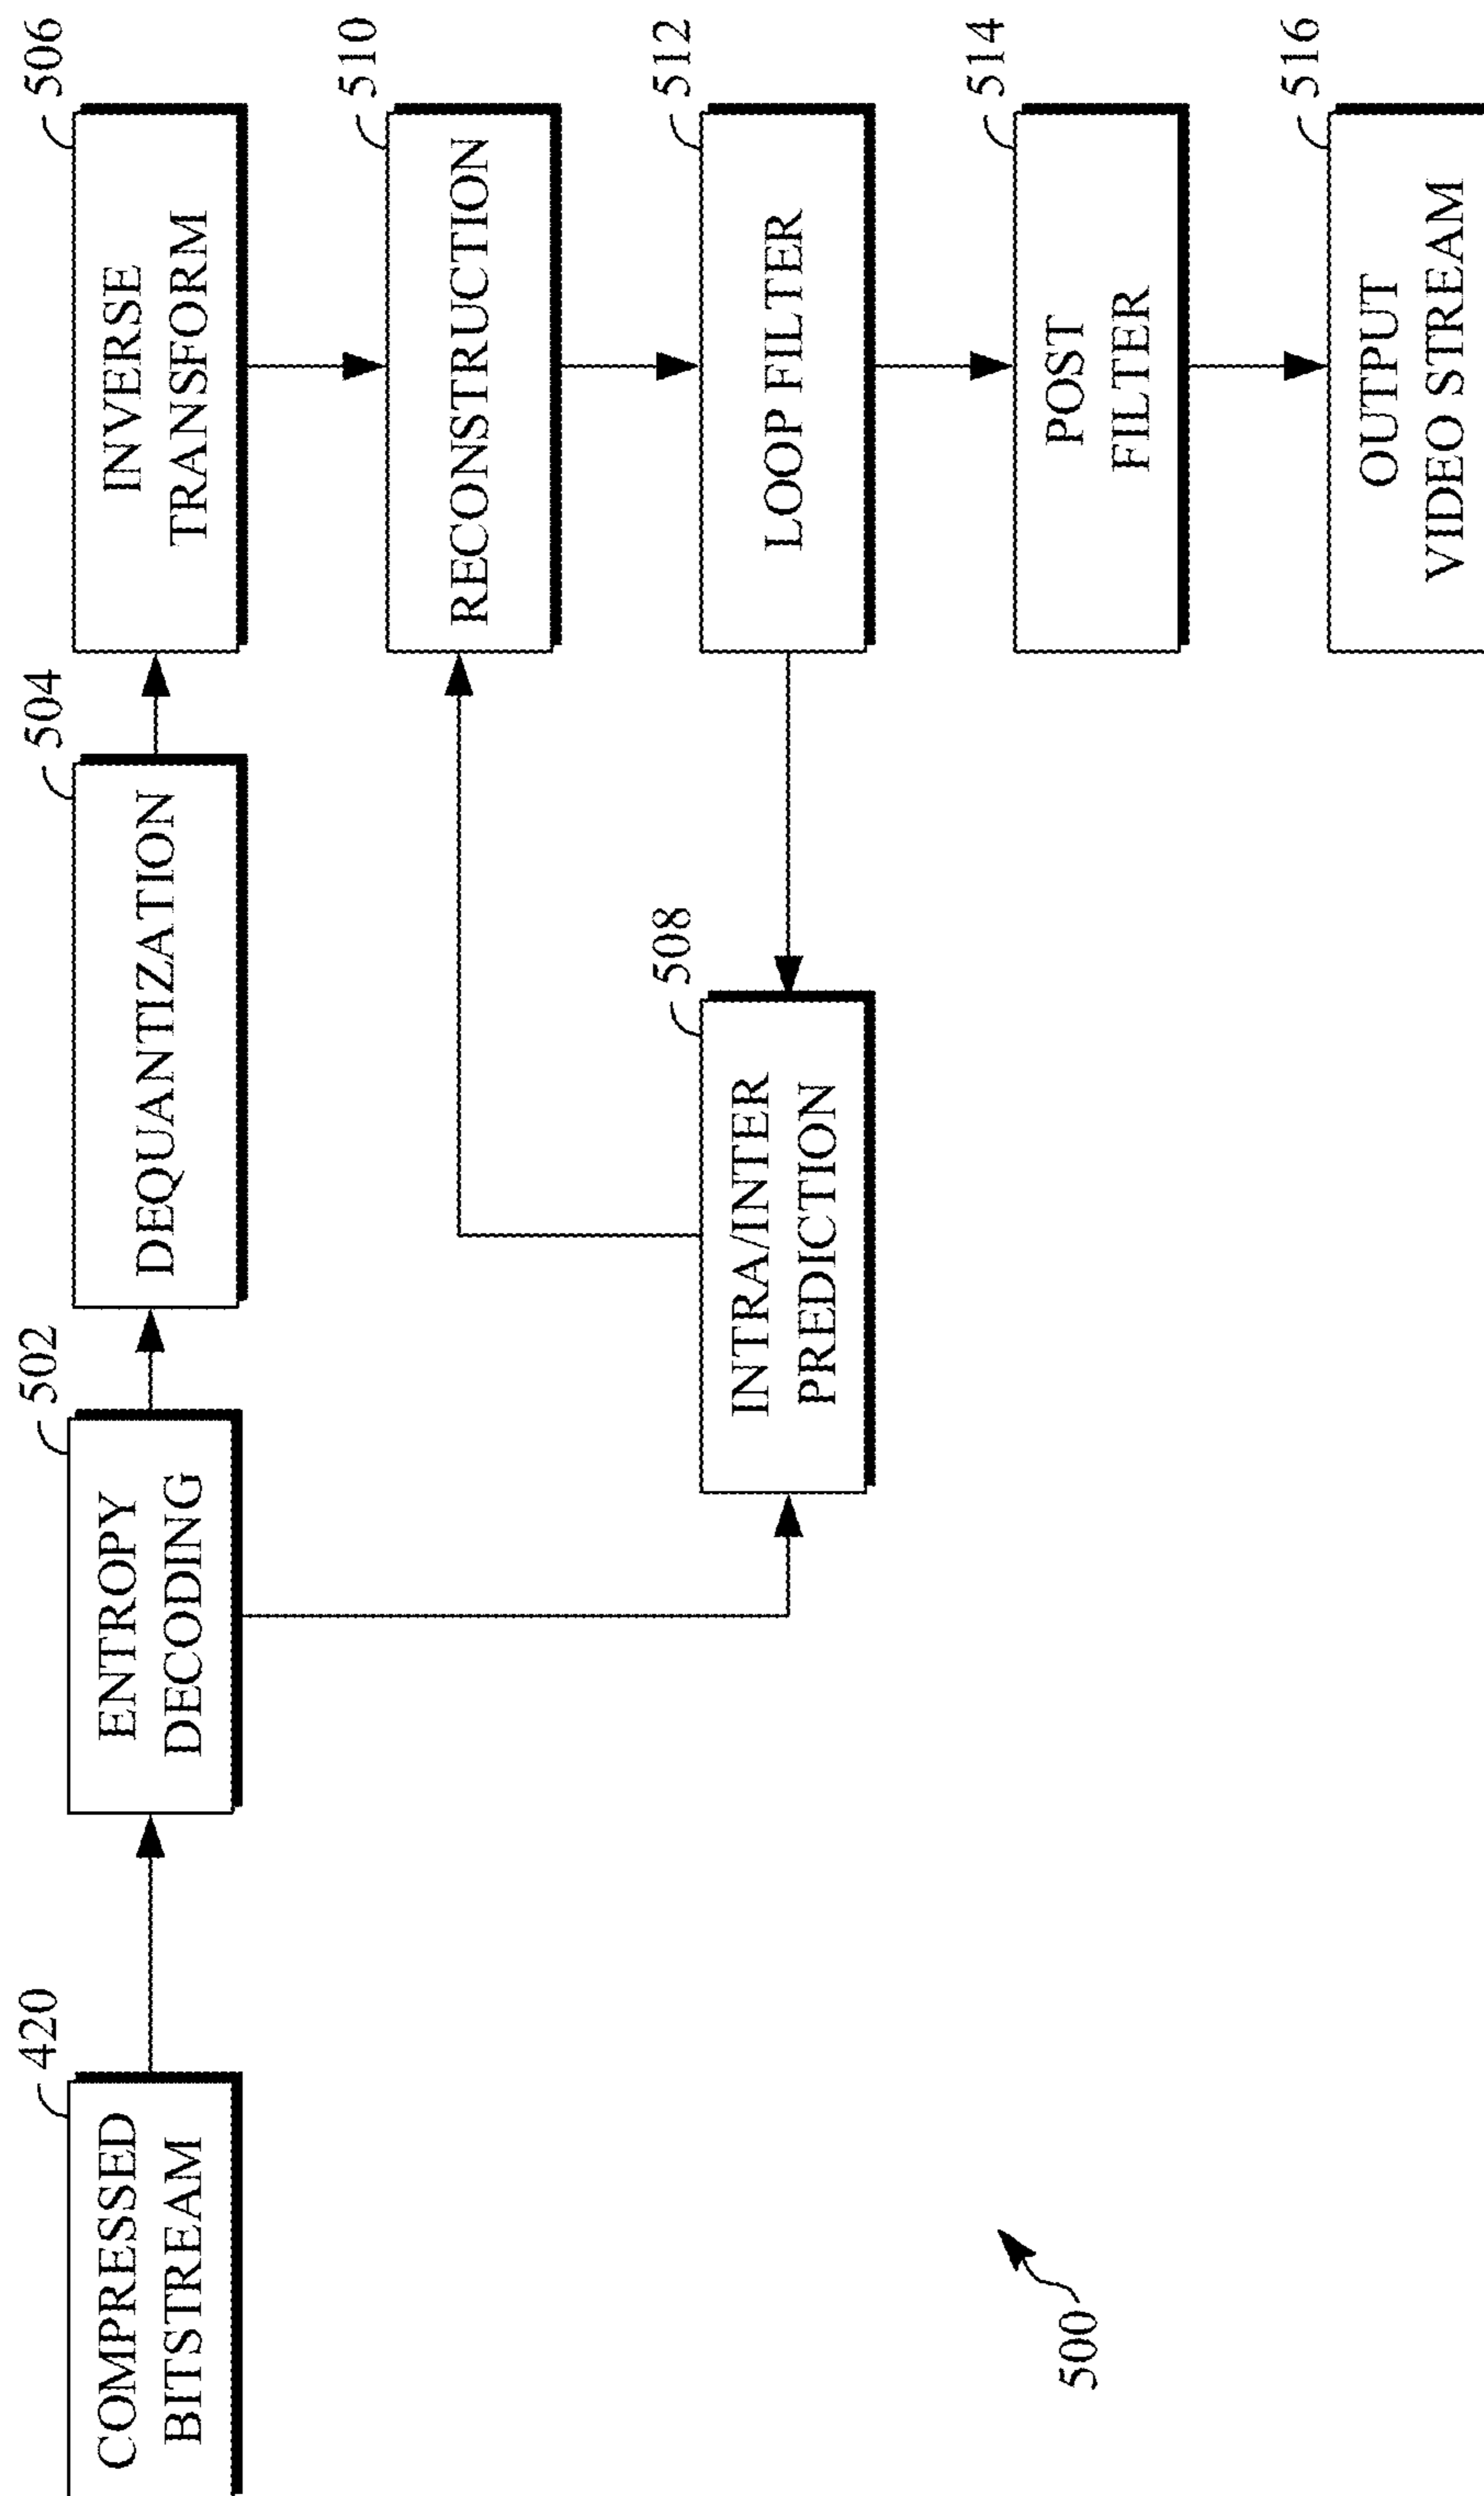 420
COMPRESSED
BITSTREAM
502
ENTROPY
DECODING
504
DEQUANTIZATION
506
INVERSE
TRANSFORM
510
RECONSTRUCTION
508
INTRA/INTER
PREDICTION
512
LOOP FILTER
514
POST
FILTER
516
OUTPUT
VIDEO STREAM
500